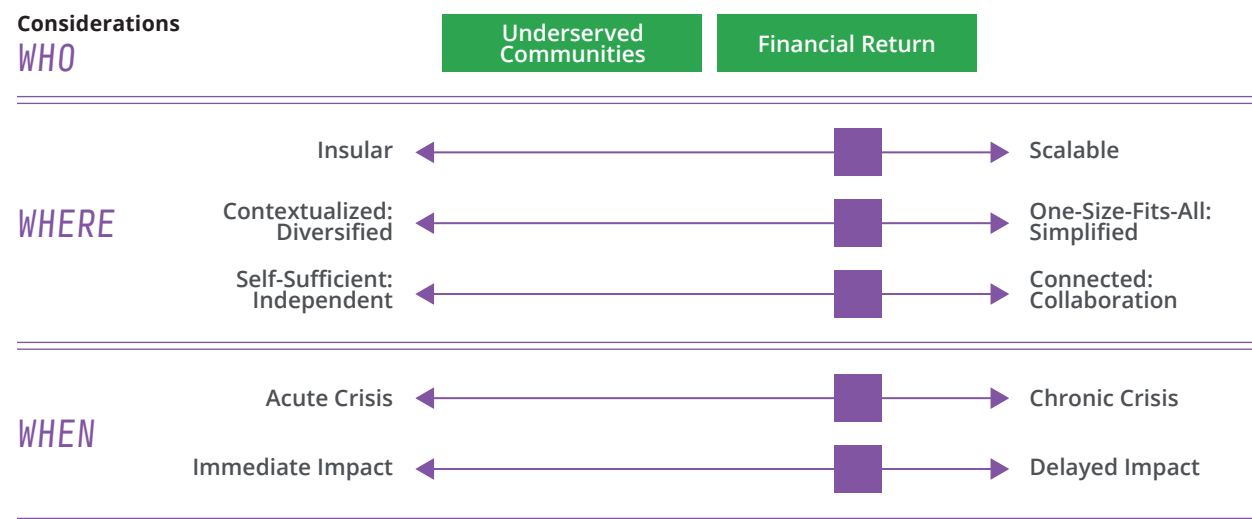 Considerations
WHO
Underserved
Communities
Financial Return
Insular
Scalable
WHERE
Contextualized:
Diversified
One-Size-Fits-All:
Simplified
Self-Sufficient:
Independent
Connected:
Collaboration
WHEN
Acute Crisis
Chronic Crisis
Immediate Impact
Delayed Impact